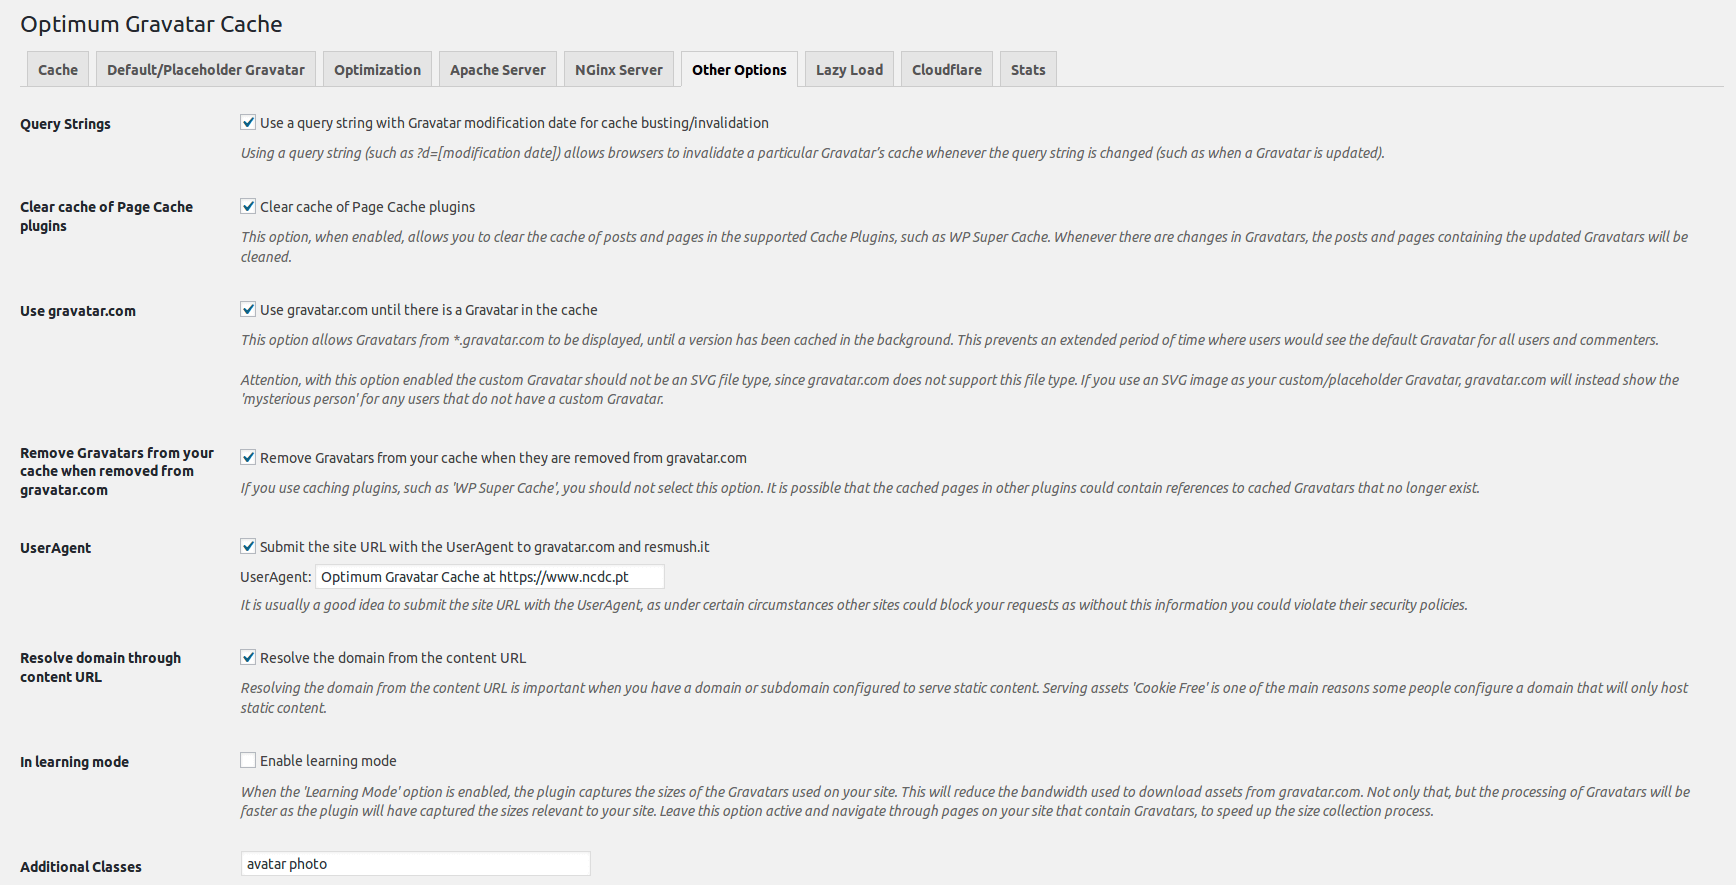 Optimum Gravatar Cache
Cache Default/Placeholder Gravatar Optimization Apache Server NGinx Server Other Options Lazy Load Cloudflare Stats
Query Strings
Use a query string with Gravatar modification date for cache busting/invalidation
Using a query string (such as ?d=[modification date]) allows browsers to invalidate a particular Gravatar's cache whenever the query string is changed (such as when a Gravatar is updated).
Clear cache of Page Cache
plugins
Clear cache of Page Cache plugins
This option, when enabled, allows you to clear the cache of posts and pages in the supported Cache Plugins, such as WP Super Cache. Whenever there are changes in Gravatars, the posts and pages containing the updated Gravatars will be
cleaned.
Use gravatar.com
Use gravatar.com until there is a Gravatar in the cache
This option allows Gravatars from *.gravatar.com to be displayed, until a version has been cached in the background. This prevents an extended period of time where users would see the default Gravatar for all users and commenters.
Attention, with this option enabled the custom Gravatar should not be an SVG file type, since gravatar.com does not support this file type. If you use an SVG image as your custom/placeholder Gravatar, gravatar.com will instead show the
'mysterious person' for any users that do not have a custom Gravatar.
Remove Gravatars from your
cache when removed from
gravatar.com
Remove Gravatars from your cache when they are removed from gravatar.com
If you use caching plugins, such as 'WP Super Cache', you should not select this option. It is possible that the cached pages in other plugins could contain references to cached Gravatars that no longer exist.
UserAgent
Submit the site URL with the UserAgent to gravatar.com and resmush.it
UserAgent: Optimum Gravatar Cache at https://www.ncdc.pt
It is usually a good idea to submit the site URL with the UserAgent, as under certain circumstances other sites could block your requests as without this information you could violate their security policies.
Resolve domain through
content URL
Resolve the domain from the content URL
Resolving the domain from the content URL is important when you have a domain or subdomain configured to serve static content. Serving assets 'Cookie Free' is one of the main reasons some people configure a domain that will only host
static content.
In learning mode
Enable learning mode
When the 'Learning Mode' option is enabled, the plugin captures the sizes of the Gravatars used on your site. This will reduce the bandwidth used to download assets from gravatar.com. Not only that, but the processing of Gravatars will be
faster as the plugin will have captured the sizes relevant to your site. Leave this option active and navigate through pages on your site that contain Gravatars, to speed up the size collection process.
Additional Classes
avatar photo